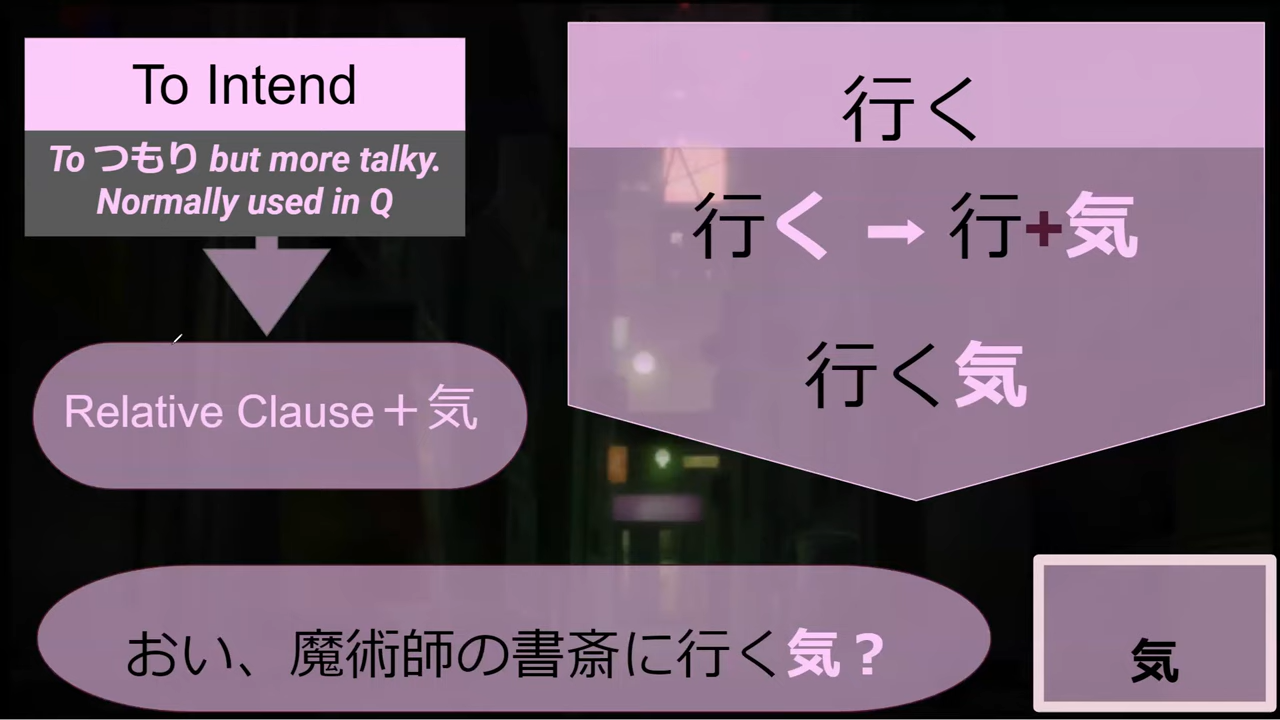 To Intend
To つもり but more talky.
Normally used in Q
Relative Clause＋気
行く
行く ➡ 行+気
行く気
おい、魔術師の書斎に行く気？
気